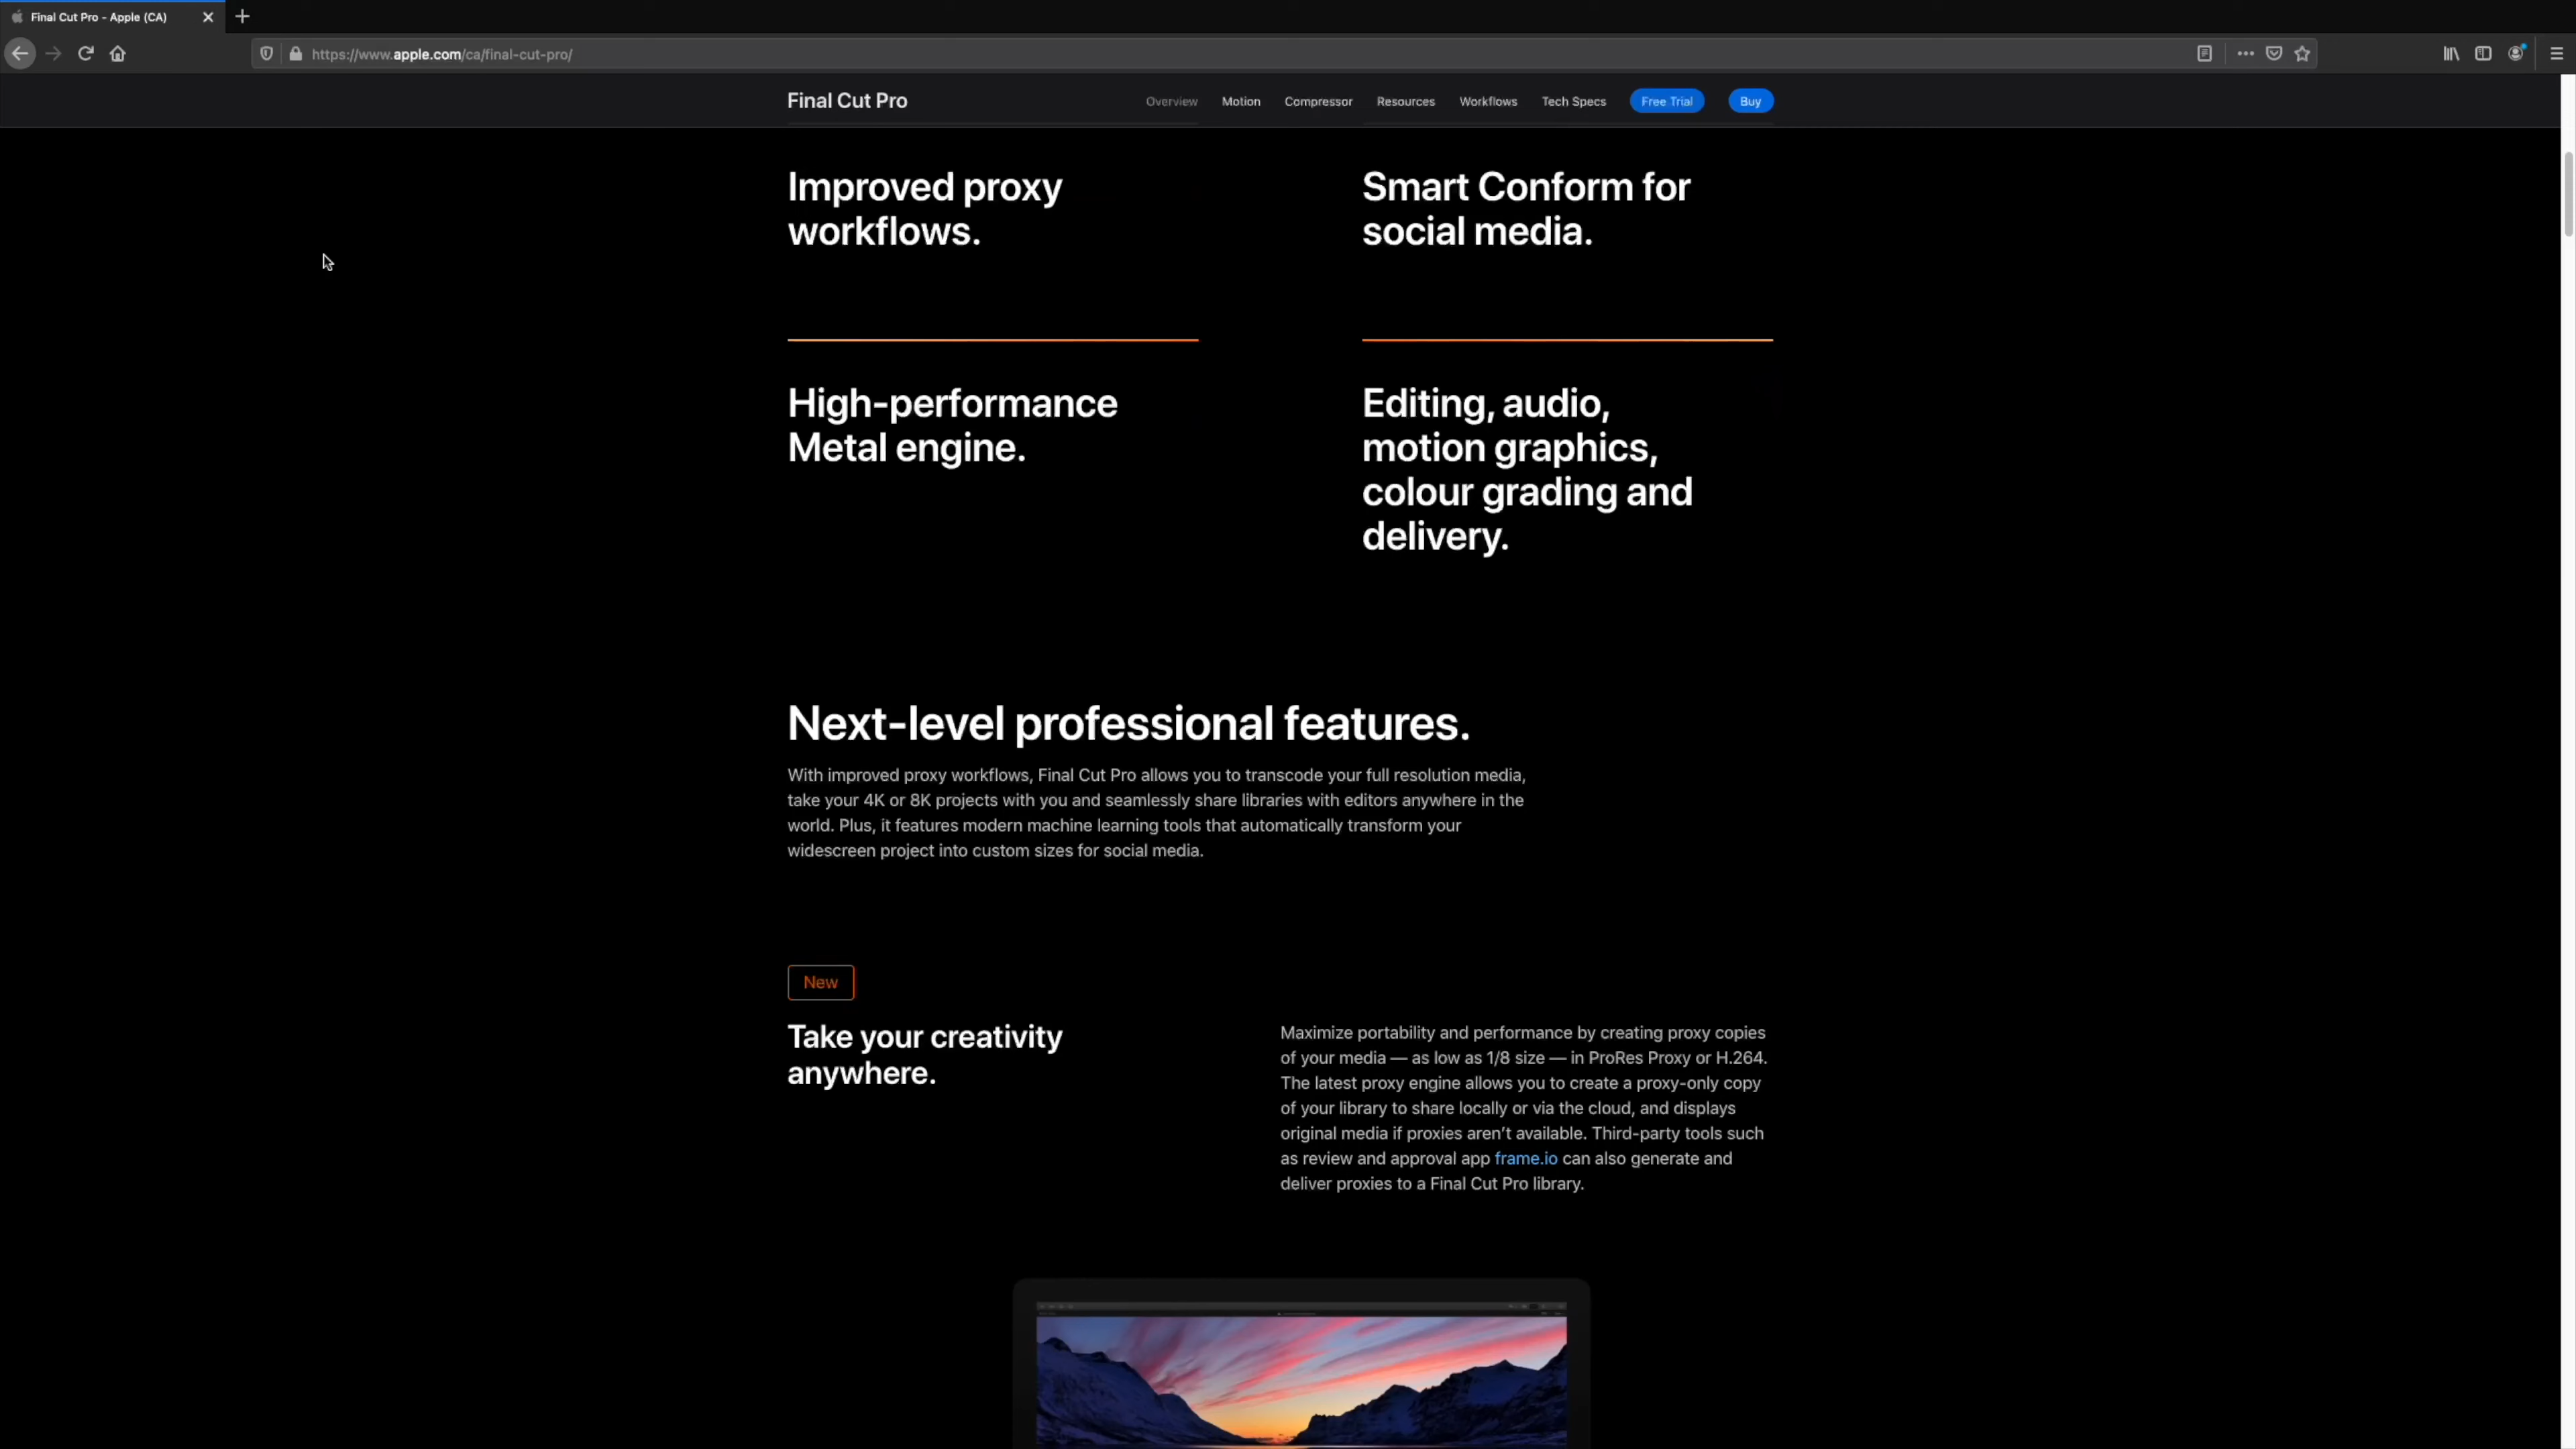 Final Cut Pro - Apple (CA)
https://www.apple.com/ca/final-cut-pro/
Final Cut Pro
Overview
Motion
Compressor
Resources
Workflows
Tech Specs
Free Trial
Buy
Improved proxy
workflows.
Smart Conform for
social media.
High-performance
Metal engine.
Editing, audio,
motion graphics,
colour grading and
delivery.
Next-level professional features.
With improved proxy workflows, Final Cut Pro allows you to transcode your full resolution media,
take your 4K or 8K projects with you and seamlessly share libraries with editors anywhere in the
world. Plus, it features modern machine learning tools that automatically transform your
widescreen project into custom sizes for social media.
New
Take your creativity
anywhere.
Maximize portability and performance by creating proxy copies
of your media — as low as 1/8 size — in ProRes Proxy or H.264.
The latest proxy engine allows you to create a proxy-only copy
of your library to share locally or via the cloud, and displays
original media if proxies aren't available. Third-party tools such
as review and approval app frame.io can also generate and
deliver proxies to a Final Cut Pro library.